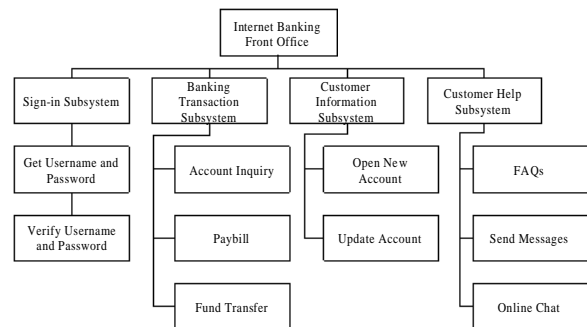 Internet Banking
Front Office
Sign-in Subsystem
Banking
Transaction
Subsystem
Customer
Information
Subsystem
Customer Help
Subsystem
Get Username and
Password
Account Inquiry
Open New
Account
FAQs
Verify Username
and Password
Paybill
Update Account
Send Messages
Fund Transfer
Online Chat